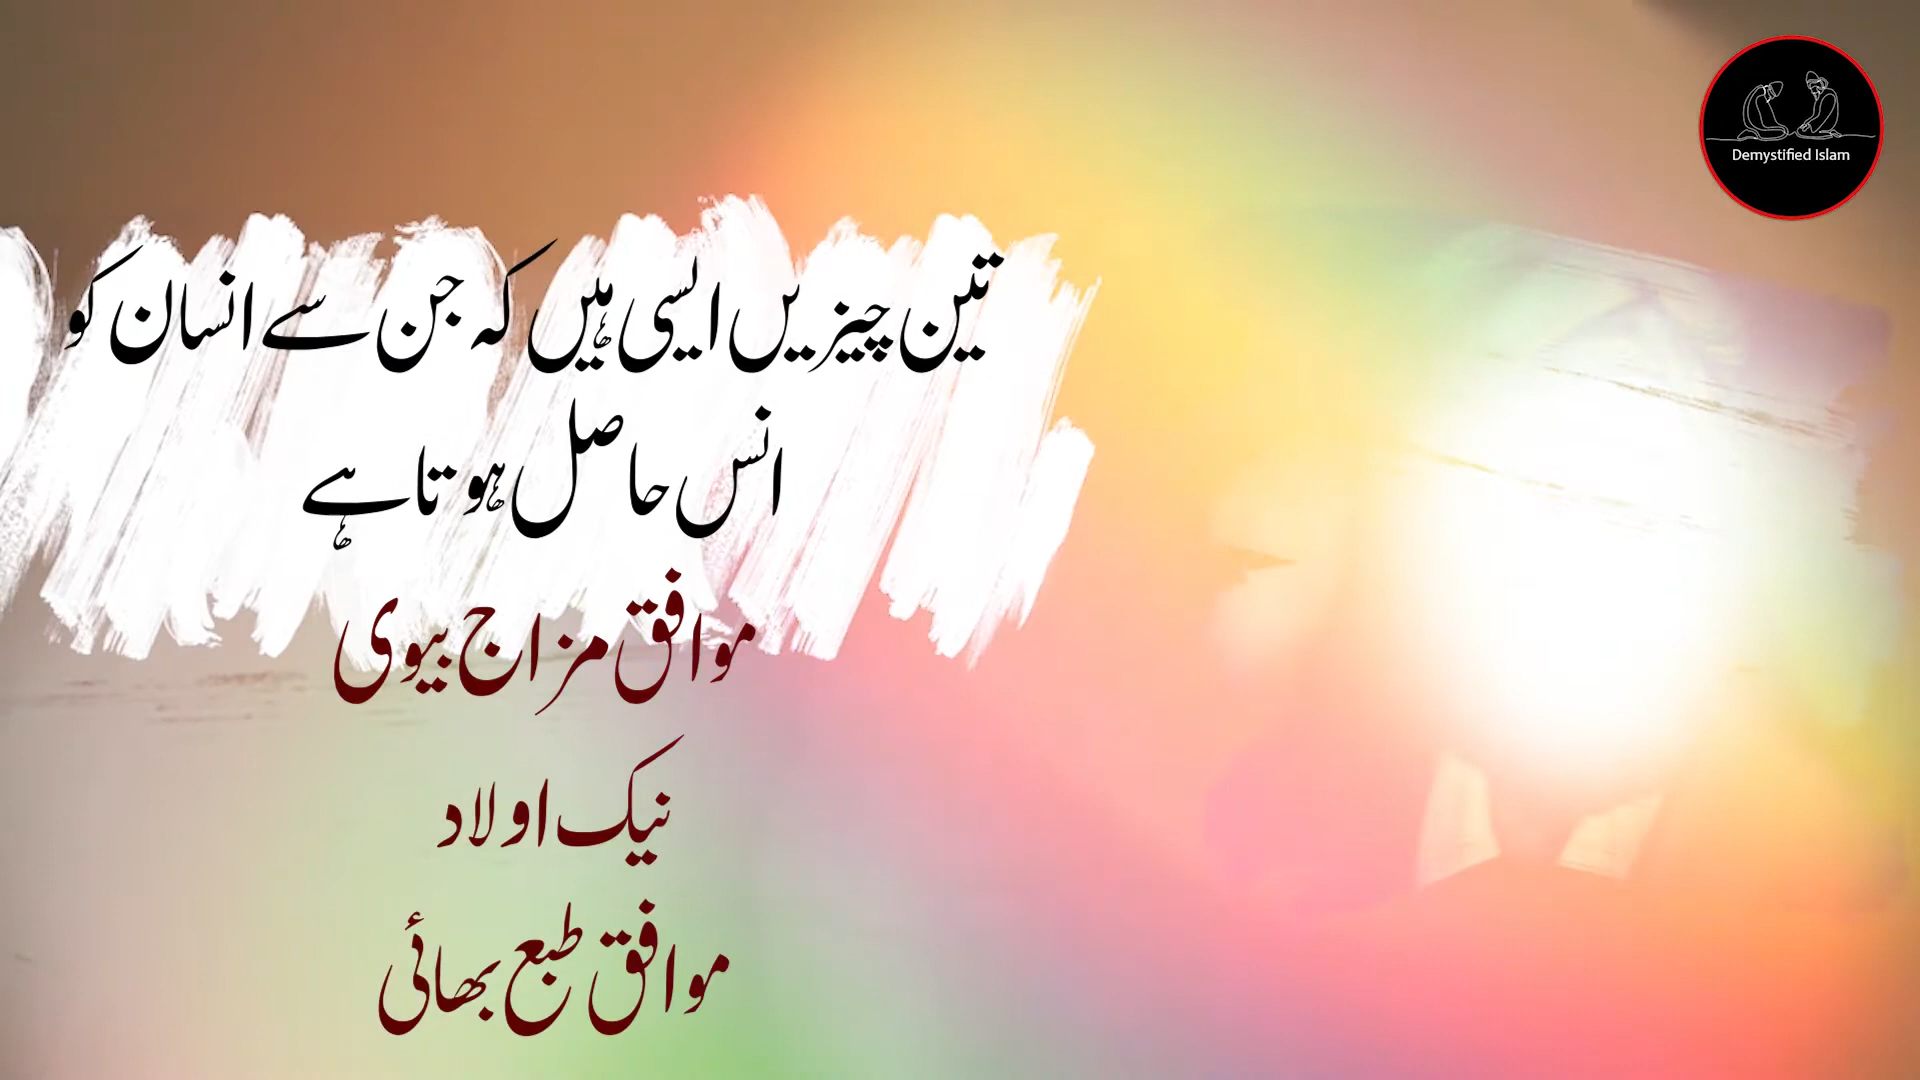 Demystified Islam
تین چیزیں ایسی ہیں کہ جن سے انسان کو
انس حاصل ہوتا ہے
موافق مزاج بیوی
نیک اولاد
موافق طبع بھائی